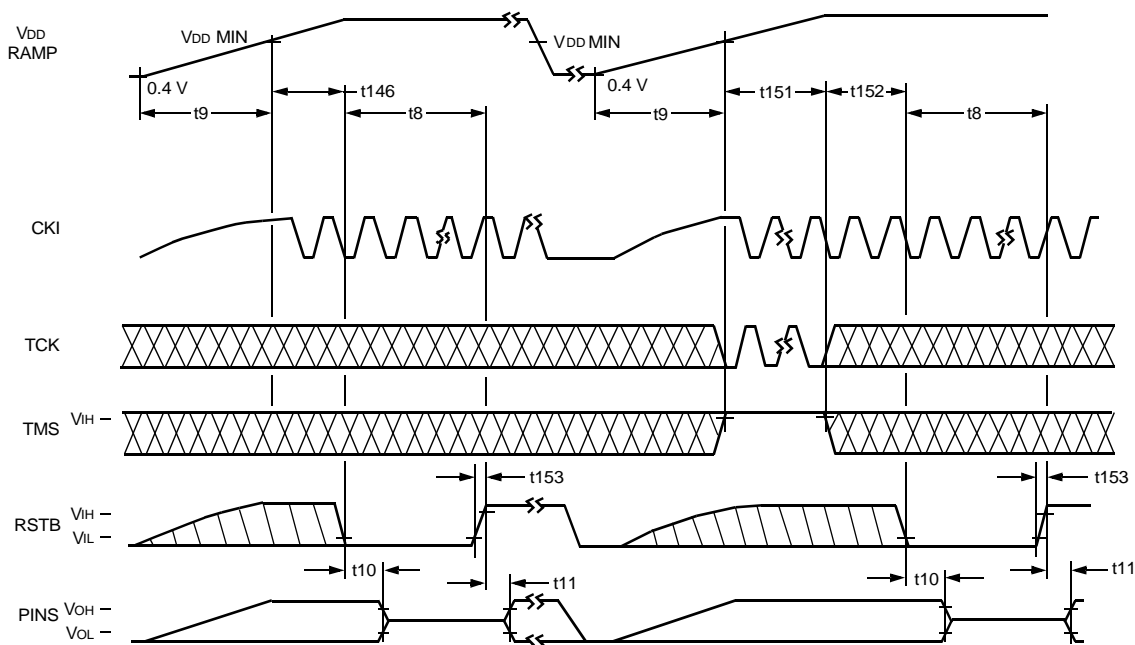 VDD
RAMP
VDD MIN
VDD MIN
0.4 V
0.4 V
t146
t151
t152
t9
t8
t9
t8
CKI
TCK
VIH
TMS
t153
t153
VIH
RSTB
VIL
t10
t11
t10
t11
VOH
PINS
VOL